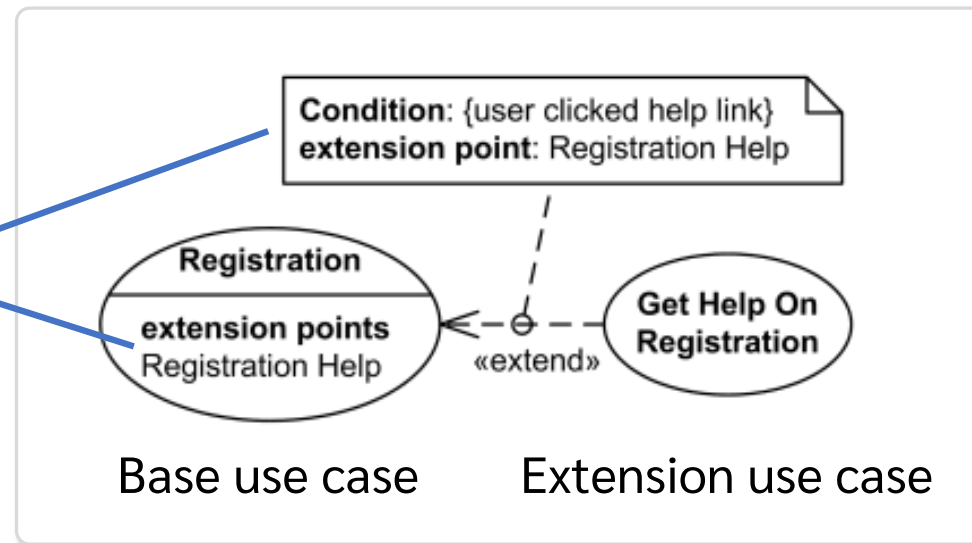 Condition: {user clicked help link}
extension point: Registration Help
Registration
extension points
Registration Help
«extend»
Get Help On
Registration
Base use case
Extension use case